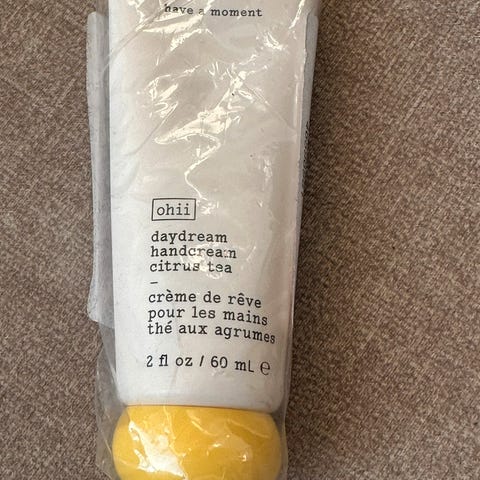 have a moment
ohii
daydream
handcream
citrus tea
–
crème de rêve
pour les mains
thé aux agrumes
2 fl oz / 60 mL ℮